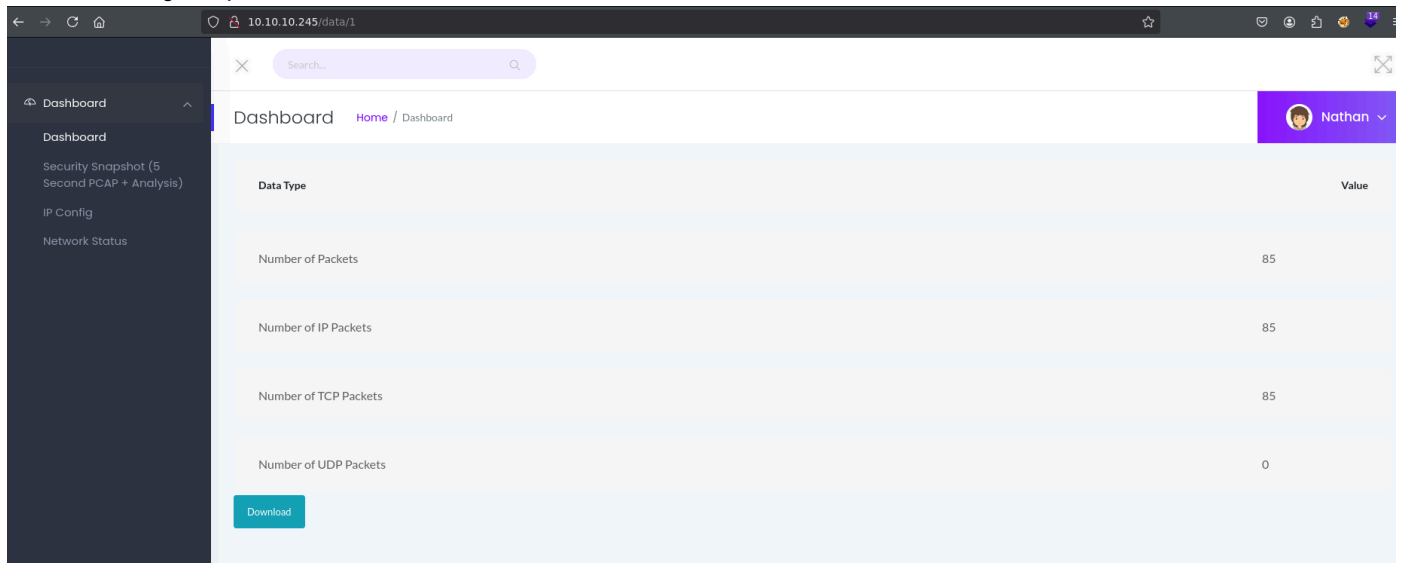 10.10.10.245/data/1
14
Search...
Dashboard
Dashboard
Security Snapshot (5
Second PCAP + Analysis)
IP Config
Network Status
Dashboard Home / Dashboard
Nathan
Data Type Value
Number of Packets 85
Number of IP Packets 85
Number of TCP Packets 85
Number of UDP Packets 0
Download